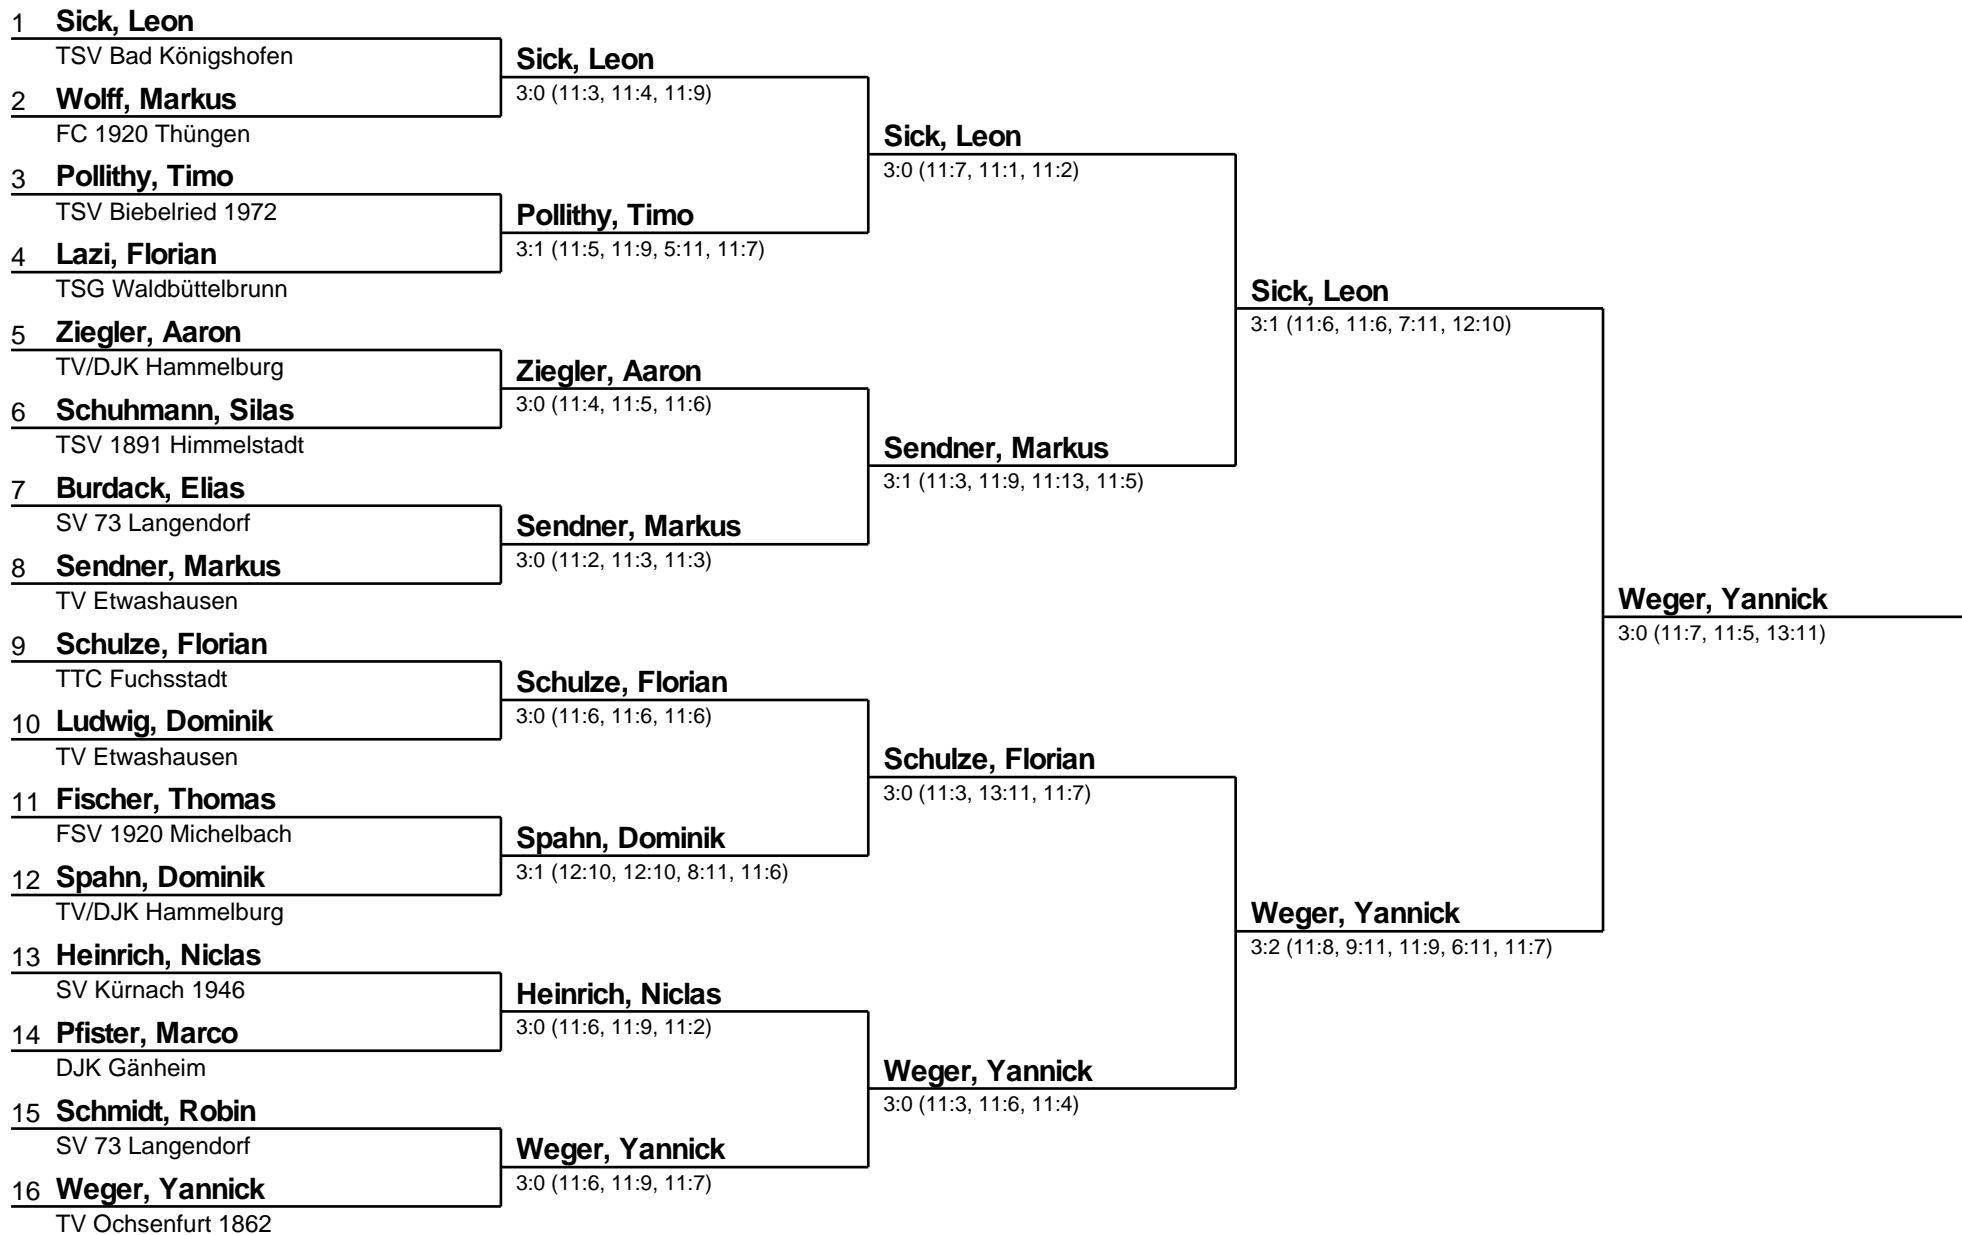 1 Sick, Leon
TSV Bad Königshofen
2 Wolff, Markus
FC 1920 Thüngen
3 Pollithy, Timo
TSV Biebelried 1972
4 Lazi, Florian
TSG Waldbüttelbrunn
5 Ziegler, Aaron
TV/DJK Hammelburg
6 Schuhmann, Silas
TSV 1891 Himmelstadt
7 Burdack, Elias
SV 73 Langendorf
8 Sendner, Markus
TV Etwashausen
9 Schulze, Florian
TTC Fuchsstadt
10 Ludwig, Dominik
TV Etwashausen
11 Fischer, Thomas
FSV 1920 Michelbach
12 Spahn, Dominik
TV/DJK Hammelburg
13 Heinrich, Niclas
SV Kürnach 1946
14 Pfister, Marco
DJK Gänheim
15 Schmidt, Robin
SV 73 Langendorf
16 Weger, Yannick
TV Ochsenfurt 1862
Sick, Leon
3:0 (11:3, 11:4, 11:9)
Pollithy, Timo
3:1 (11:5, 11:9, 5:11, 11:7)
Ziegler, Aaron
3:0 (11:4, 11:5, 11:6)
Sendner, Markus
3:0 (11:2, 11:3, 11:3)
Schulze, Florian
3:0 (11:6, 11:6, 11:6)
Spahn, Dominik
3:1 (12:10, 12:10, 8:11, 11:6)
Heinrich, Niclas
3:0 (11:6, 11:9, 11:2)
Weger, Yannick
3:0 (11:6, 11:9, 11:7)
Sick, Leon
3:0 (11:7, 11:1, 11:2)
Sendner, Markus
3:1 (11:3, 11:9, 11:13, 11:5)
Schulze, Florian
3:0 (11:3, 13:11, 11:7)
Weger, Yannick
3:0 (11:3, 11:6, 11:4)
Sick, Leon
3:1 (11:6, 11:6, 7:11, 12:10)
Weger, Yannick
3:2 (11:8, 9:11, 11:9, 6:11, 11:7)
Weger, Yannick
3:0 (11:7, 11:5, 13:11)